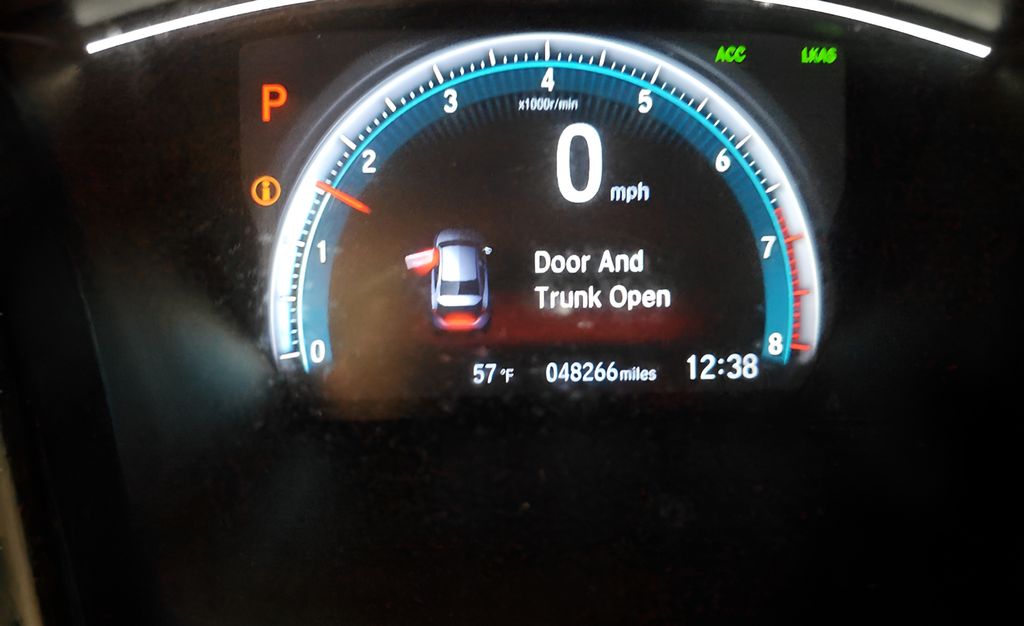 ACC LKAS
P
0 1 2 3 4 5 6 7 8
x1000r/min
0 mph
i
Door And
Trunk Open
57 °F 048266 miles 12:38